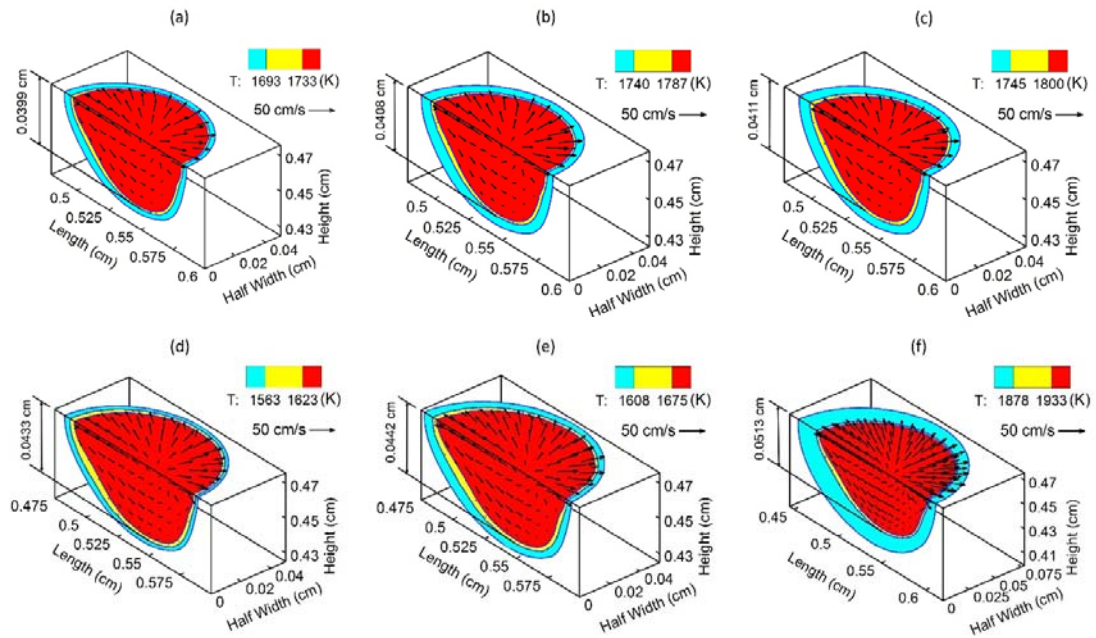 (a)
T: 1693 1733 (K)
50 cm/s
0.0399 cm
0.47
0.45
0.43
Height (cm)
0.5
0.525
0.55
0.575
0.6
Length (cm)
0
0.02
0.04
Half Width (cm)
(b)
T: 1740 1787 (K)
50 cm/s
0.0408 cm
0.47
0.45
0.43
Height (cm)
0.5
0.525
0.55
0.575
0.6
Length (cm)
0
0.02
0.04
Half Width (cm)
(c)
T: 1745 1800 (K)
50 cm/s
0.0411 cm
0.47
0.45
0.43
Height (cm)
0.5
0.525
0.55
0.575
0.6
Length (cm)
0
0.02
0.04
Half Width (cm)
(d)
T: 1563 1623 (K)
50 cm/s
0.0433 cm
0.47
0.45
0.43
Height (cm)
0.475
0.5
0.525
0.55
0.575
Length (cm)
0
0.02
0.04
Half Width (cm)
(e)
T: 1608 1675 (K)
50 cm/s
0.0442 cm
0.47
0.45
0.43
Height (cm)
0.475
0.5
0.525
0.55
0.575
Length (cm)
0
0.02
0.04
Half Width (cm)
(f)
T: 1878 1933 (K)
50 cm/s
0.0513 cm
0.47
0.45
0.43
0.41
Height (cm)
0.45
0.5
0.55
0.6
Length (cm)
0
0.025
0.05
0.075
Half Width (cm)